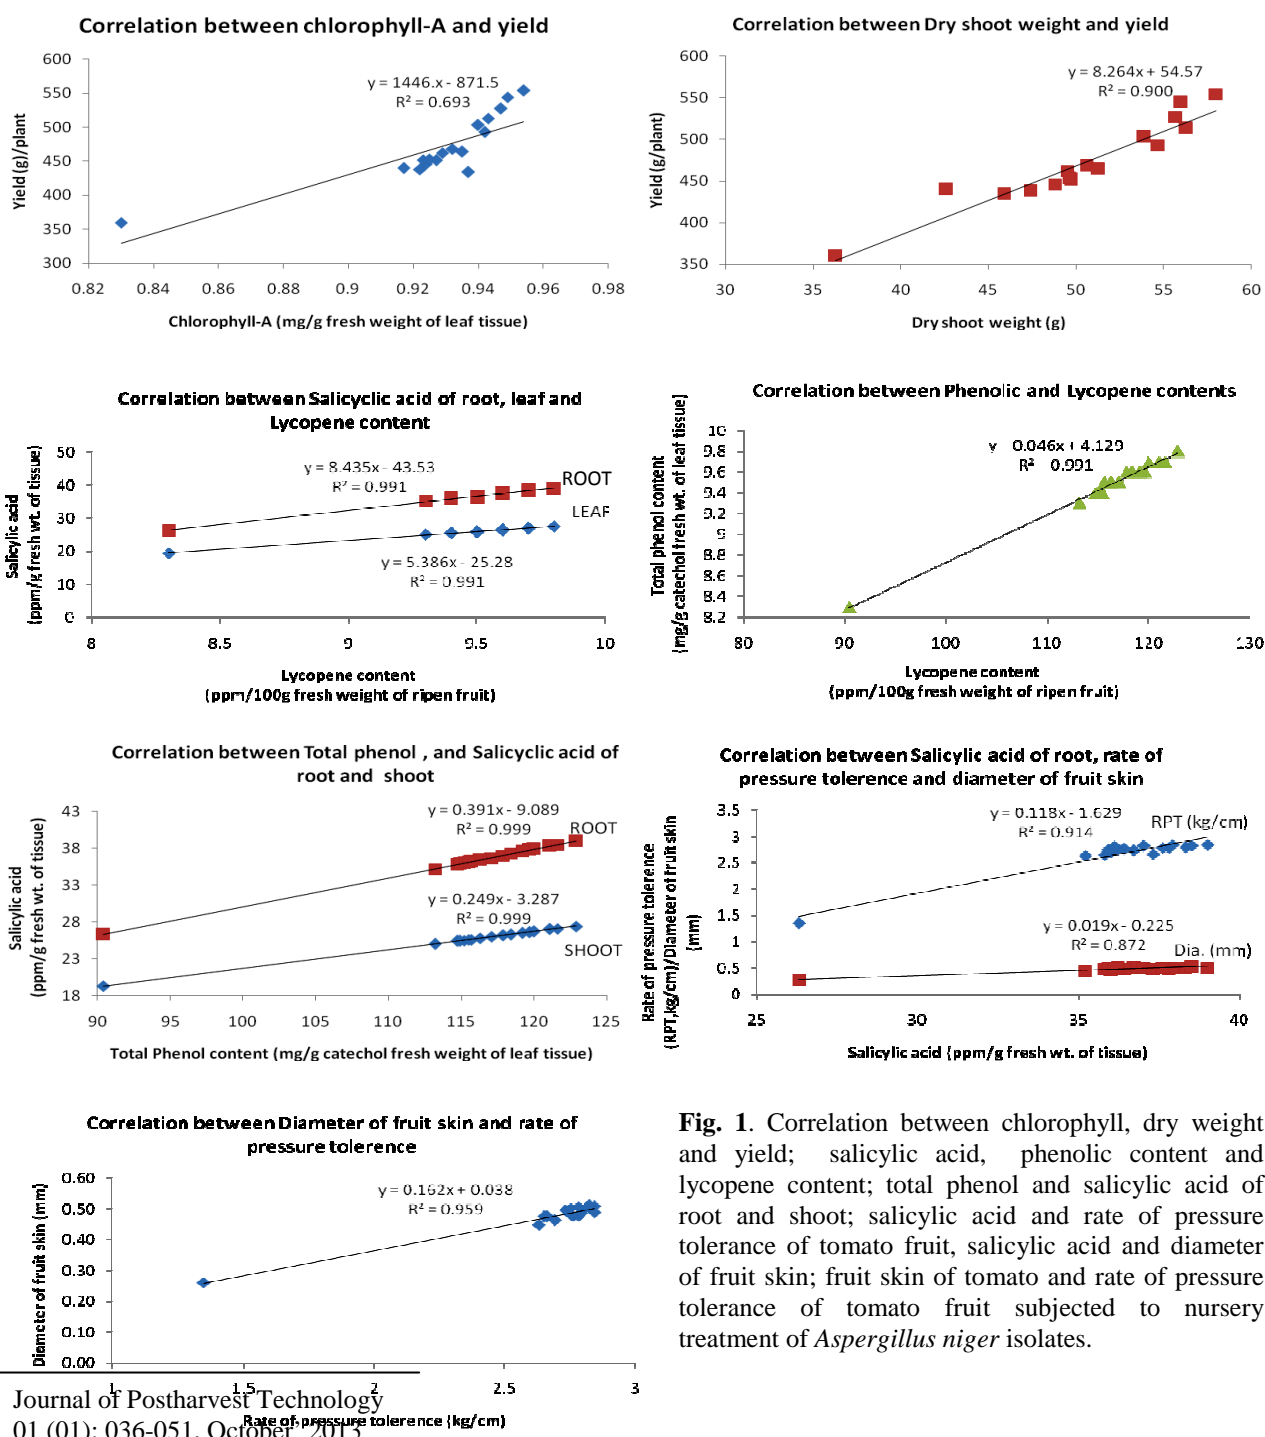 Correlation between chlorophyll-A and yield
y = 1446.x - 871.5
R² = 0.693
600
550
500
450
400
350
300
Yield (g)/plant
0.82 0.84 0.86 0.88 0.9 0.92 0.94 0.96 0.98
Chlorophyll-A (mg/g fresh weight of leaf tissue)
Correlation between Dry shoot weight and yield
y = 8.264x + 54.57
R² = 0.900
600
550
500
450
400
350
Yield (g/plant)
30 35 40 45 50 55 60
Dry shoot weight (g)
Correlation between Salicyclic acid of root, leaf and
Lycopene content
50
40
30
20
10
0
Salicylic acid
(ppm/g fresh wt. of tissue)
y = 8.435x - 43.53
R² = 0.991
ROOT
LEAF
y = 5.386x - 25.28
R² = 0.991
8 8.5 9 9.5 10
Lycopene content
(ppm/100g fresh weight of ripen fruit)
Correlation between Phenolic and Lycopene contents
10
9.8
9.6
9.4
9.2
9
8.8
8.6
8.4
8.2
Total phenol content
(mg/g catechol fresh wt. of leaf tissue)
y = 0.046x + 4.129
R² = 0.991
80 90 100 110 120 130
Lycopene content
(ppm/100g fresh weight of ripen fruit)
Correlation between Total phenol , and Salicyclic acid of
root and shoot
43
38
33
28
23
18
Salicylic acid
(ppm/g fresh wt. of tissue)
y = 0.391x - 9.089
R² = 0.999
ROOT
y = 0.249x - 3.287
R² = 0.999
SHOOT
90 95 100 105 110 115 120 125
Total Phenol content (mg/g catechol fresh weight of leaf tissue)
Correlation between Salicylic acid of root, rate of
pressure tolerence and diameter of fruit skin
3.5
3
2.5
2
1.5
1
0.5
0
Rate of pressure tolerence
(RPT,kg/cm)/Diameter of fruit skin
(mm)
y = 0.118x - 1.629
R² = 0.914
RPT (kg/cm)
y = 0.019x - 0.225
R² = 0.872
Dia. (mm)
25 30 35 40
Salicylic acid (ppm/g fresh wt. of tissue)
Correlation between Diameter of fruit skin and rate of
pressure tolerence
0.60
0.50
0.40
0.30
0.20
0.10
0.00
Diameter of fruit skin (mm)
y = 0.162x + 0.038
R² = 0.959
1 1.5 2 2.5 3
Rate of pressure tolerence (kg/cm)
Fig. 1. Correlation between chlorophyll, dry weight
and yield; salicylic acid, phenolic content and
lycopene content; total phenol and salicylic acid of
root and shoot; salicylic acid and rate of pressure
tolerance of tomato fruit, salicylic acid and diameter
of fruit skin; fruit skin of tomato and rate of pressure
tolerance of tomato fruit subjected to nursery
treatment of Aspergillus niger isolates.
Journal of Postharvest Technology
01 (01): 036-051, October' 2013